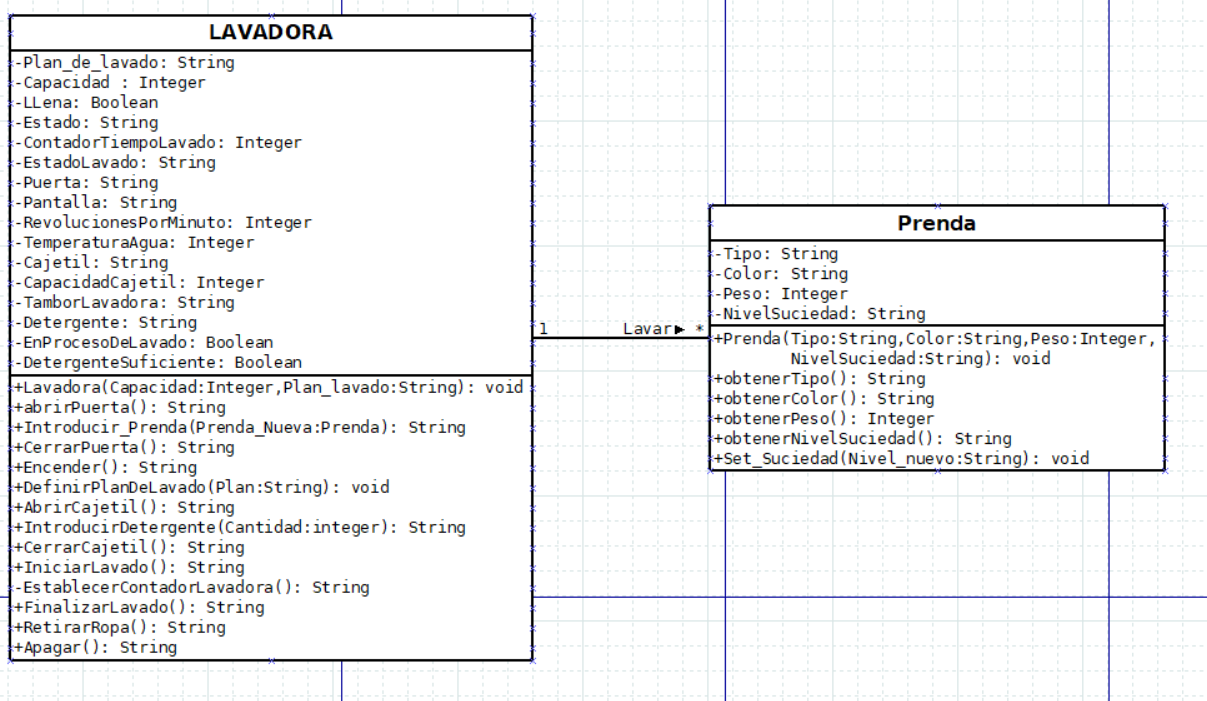 LAVADORA
-Plan_de_lavado: String
-Capacidad : Integer
-LLena: Boolean
-Estado: String
-ContadorTiempoLavado: Integer
-EstadoLavado: String
-Puerta: String
-Pantalla: String
-RevolucionesPorMinuto: Integer
-TemperaturaAgua: Integer
-Cajetil: String
-CapacidadCajetil: Integer
-TamborLavadora: String
-Detergente: String
-EnProcesoDeLavado: Boolean
-DetergenteSuficiente: Boolean
+Lavadora(Capacidad:Integer,Plan_lavado:String): void
+abrirPuerta(): String
+Introducir_Prenda(Prenda_Nueva:Prenda): String
+CerrarPuerta(): String
+Encender(): String
+DefinirPlanDeLavado(Plan:String): void
+AbrirCajetil(): String
+IntroducirDetergente(Cantidad:integer): String
+CerrarCajetil(): String
+IniciarLavado(): String
-EstablecerContadorLavadora(): String
+FinalizarLavado(): String
+RetirarRopa(): String
+Apagar(): String
1 Lavar► *
Prenda
-Tipo: String
-Color: String
-Peso: Integer
-NivelSuciedad: String
+Prenda(Tipo:String,Color:String,Peso:Integer,
NivelSuciedad:String): void
+obtenerTipo(): String
+obtenerColor(): String
+obtenerPeso(): Integer
+obtenerNivelSuciedad(): String
+Set_Suciedad(Nivel_nuevo:String): void